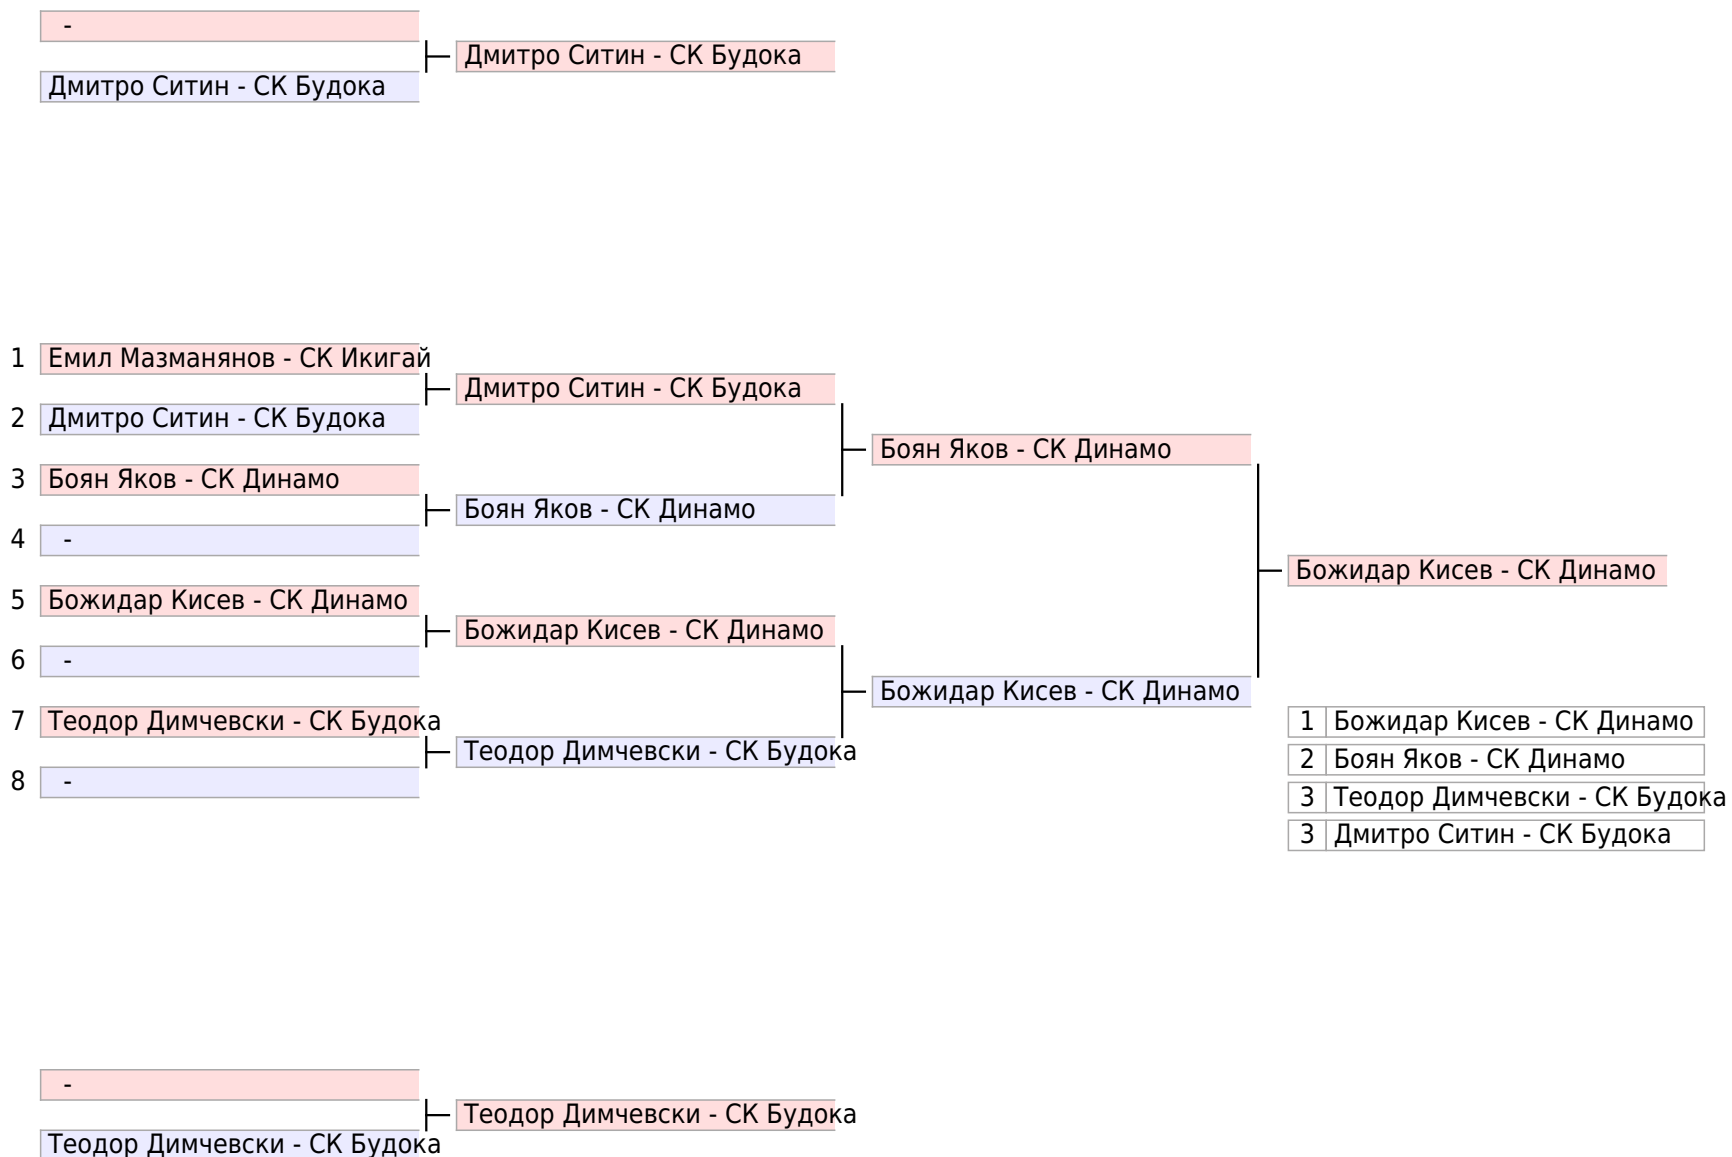 -
Дмитро Ситин - СК Будока
Дмитро Ситин - СК Будока
1 Емил Мазманянов - СК Икигай
Дмитро Ситин - СК Будока
2 Дмитро Ситин - СК Будока
Боян Яков - СК Динамо
3 Боян Яков - СК Динамо
Боян Яков - СК Динамо
4 -
Божидар Кисев - СК Динамо
5 Божидар Кисев - СК Динамо
Божидар Кисев - СК Динамо
6 -
Божидар Кисев - СК Динамо
7 Теодор Димчевски - СК Будока
1 Божидар Кисев - СК Динамо
Теодор Димчевски - СК Будока
2 Боян Яков - СК Динамо
8 -
3 Теодор Димчевски - СК Будока
3 Дмитро Ситин - СК Будока
-
Теодор Димчевски - СК Будока
Теодор Димчевски - СК Будока